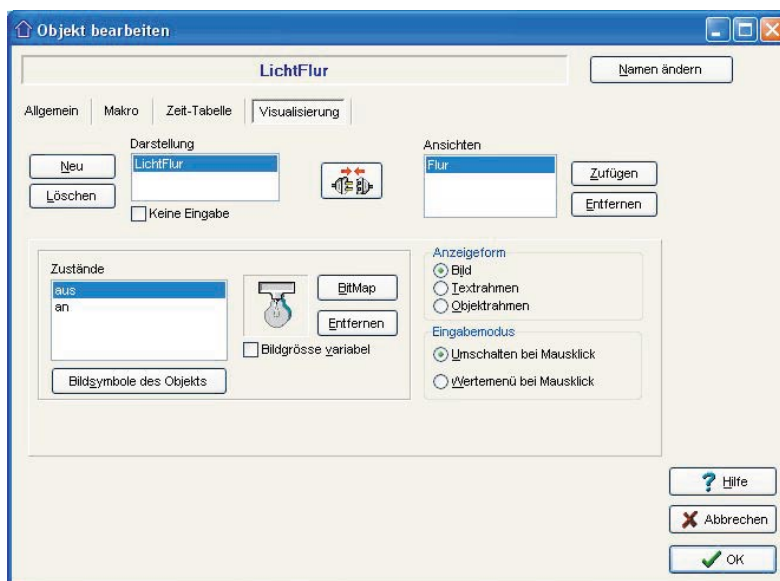 Objekt bearbeiten
LichtFlur
Namen ändern
Allgemein
Makro
Zeit-Tabelle
Visualisierung
Darstellung
Ansichten
Neu
LichtFlur
Flur
Zufügen
Löschen
Entfernen
Keine Eingabe
Zustände
aus
an
BitMap
Entfernen
Bildgrösse variabel
Bildsymbole des Objekts
Anzeigeform
Bild
Textrahmen
Objektrahmen
Eingabemodus
Umschalten bei Mausklick
Wertemenü bei Mausklick
Hilfe
Abbrechen
OK